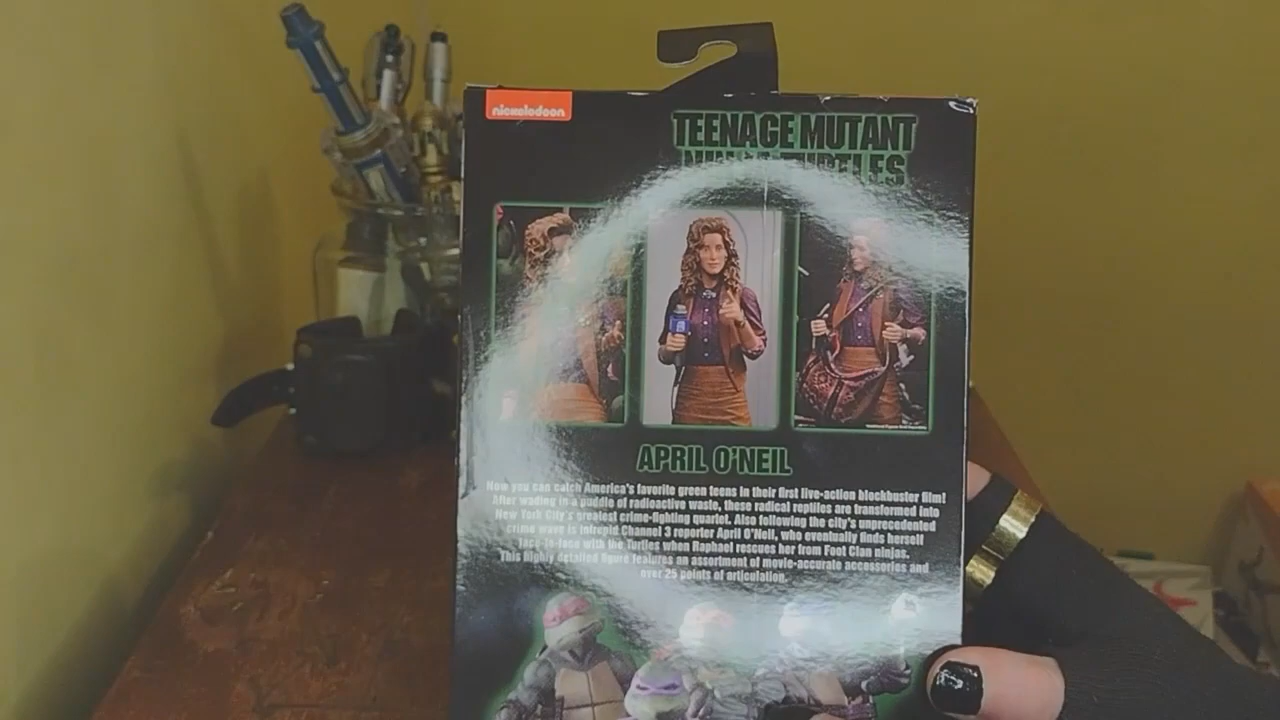 nickelodeon
TEENAGE MUTANT
NINJA TURTLES
APRIL O'NEIL
Now you can catch America's favorite green teens in their first live-action blockbuster film!
After wading in a puddle of radioactive waste, these radical reptiles are transformed into
New York City's greatest crime-fighting quartet. Also following the city's unprecedented
crime wave is intrepid Channel 3 reporter April O'Neil, who eventually finds herself
face-to-face with the Turtles when Raphael rescues her from Foot Clan ninjas.
This highly detailed figure features an assortment of movie-accurate accessories and
over 25 points of articulation.